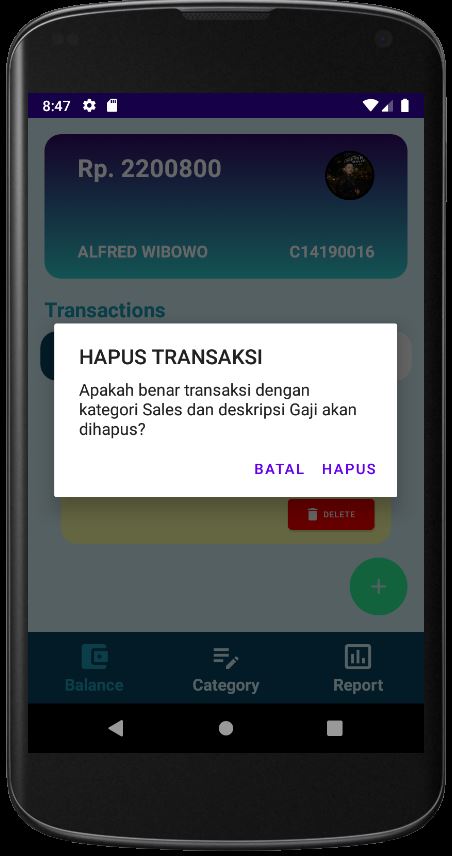 8:47
Rp. 2200800
ALFRED WIBOWO
C14190016
Transactions
HAPUS TRANSAKSI
Apakah benar transaksi dengan
kategori Sales dan deskripsi Gaji akan
dihapus?
BATAL HAPUS
DELETE
+
Balance Category Report